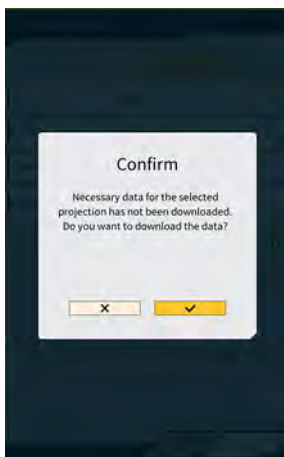 Confirm
Necessary data for the selected
projection has not been downloaded.
Do you want to download the data?